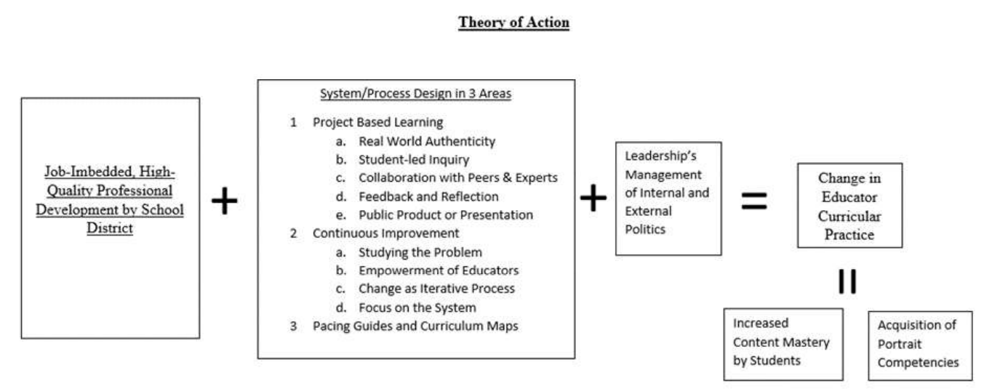 Theory of Action
Job-Imbedded, High-
Quality Professional
Development by School
District
+
System/Process Design in 3 Areas
1 Project Based Learning
a. Real World Authenticity
b. Student-led Inquiry
c. Collaboration with Peers & Experts
d. Feedback and Reflection
e. Public Product or Presentation
2 Continuous Improvement
a. Studying the Problem
b. Empowerment of Educators
c. Change as Iterative Process
d. Focus on the System
3 Pacing Guides and Curriculum Maps
+
Leadership's
Management
of Internal and
External
Politics
=
Change in
Educator
Curricular
Practice
=
Increased
Content Mastery
by Students
Acquisition of
Portrait
Competencies